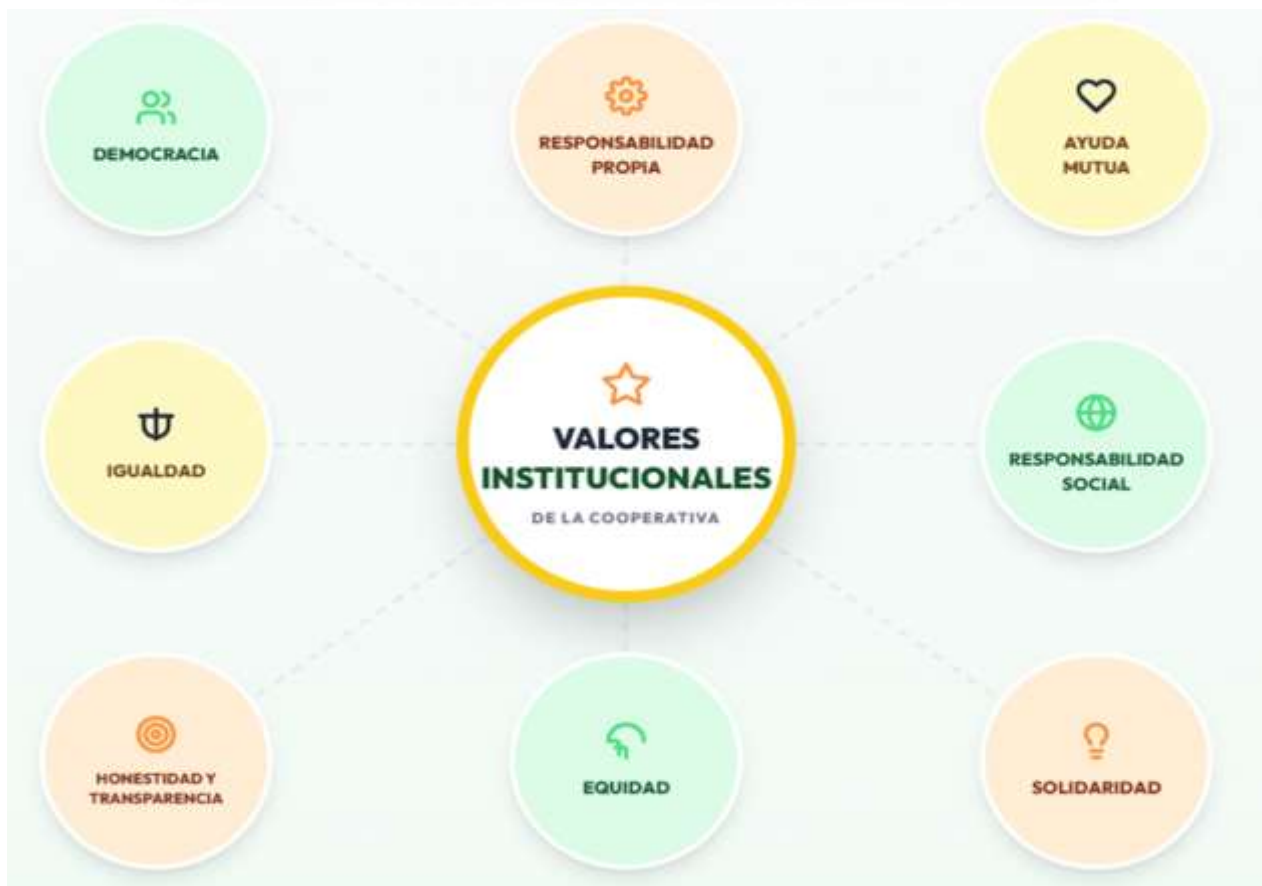 DEMOCRACIA
RESPONSABILIDAD
PROPIA
AYUDA
MUTUA
IGUALDAD
VALORES
INSTITUCIONALES
DE LA COOPERATIVA
RESPONSABILIDAD
SOCIAL
HONESTIDAD Y
TRANSPARENCIA
EQUIDAD
SOLIDARIDAD